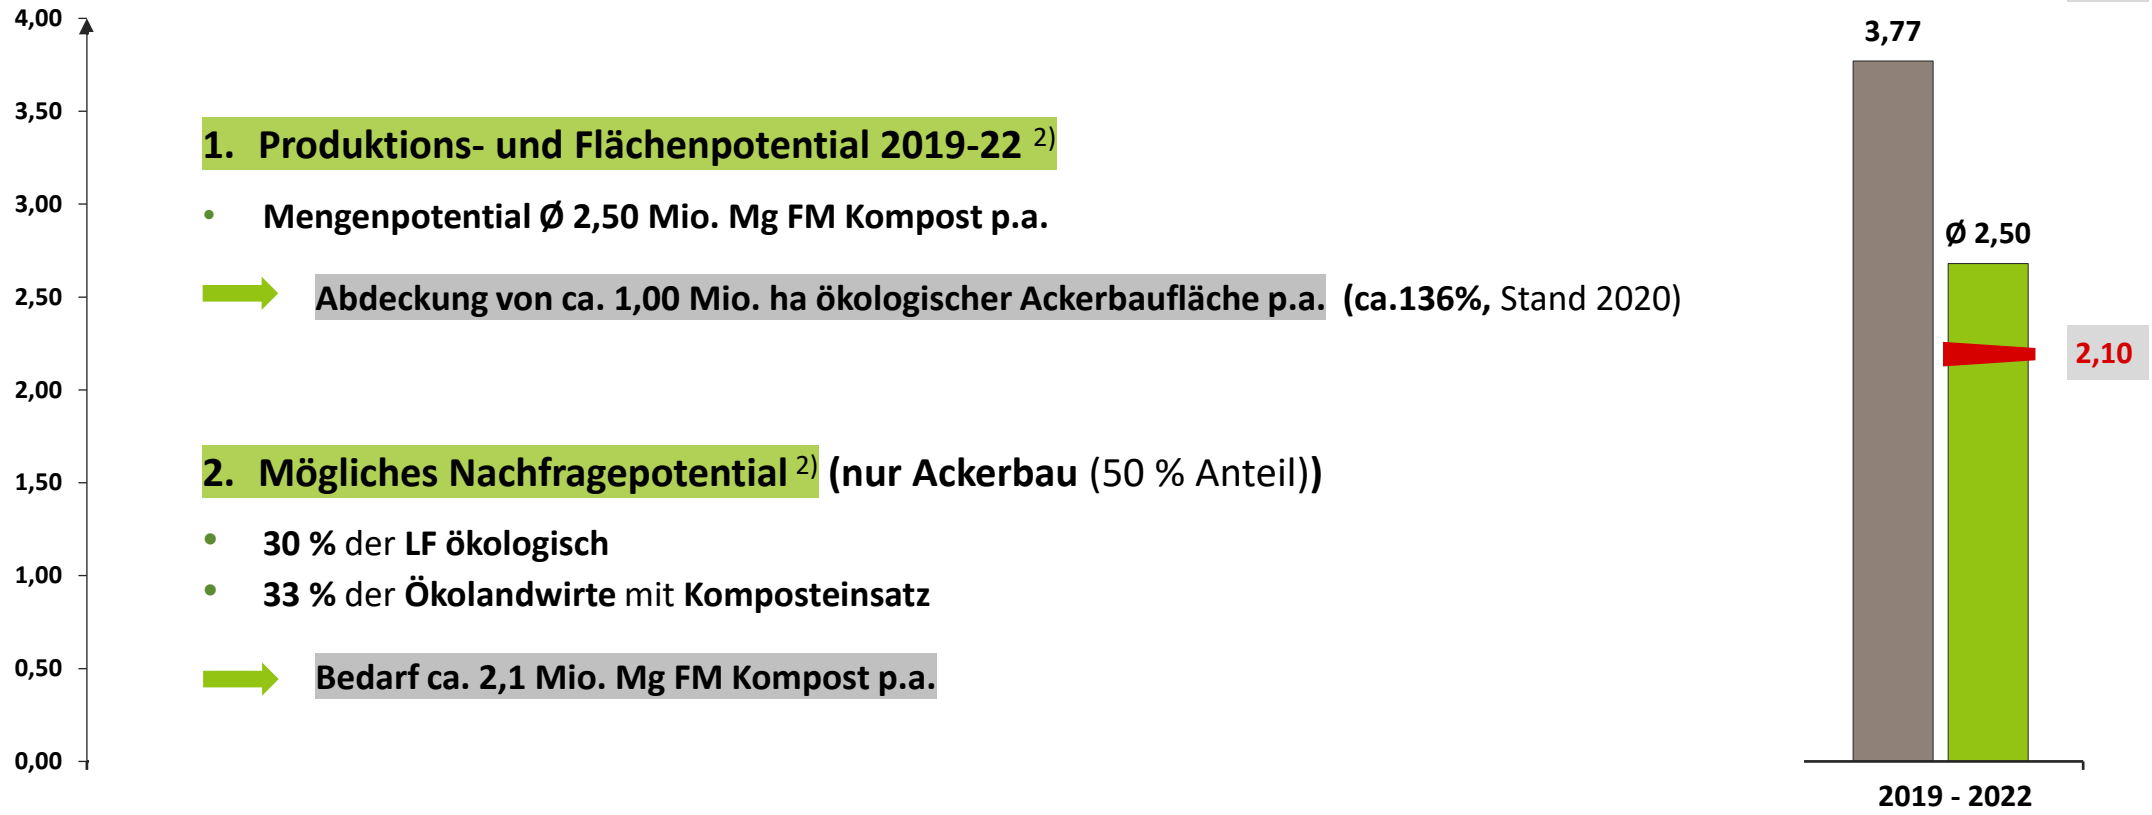 4,00
3,50
3,00
2,50
2,00
1,50
1,00
0,50
0,00
1. Produktions- und Flächenpotential 2019-22 2)
• Mengenpotential Ø 2,50 Mio. Mg FM Kompost p.a.
Abdeckung von ca. 1,00 Mio. ha ökologischer Ackerbaufläche p.a. (ca.136%, Stand 2020)
2. Mögliches Nachfragepotential 2) (nur Ackerbau (50 % Anteil))
• 30 % der LF ökologisch
• 33 % der Ökolandwirte mit Komposteinsatz
Bedarf ca. 2,1 Mio. Mg FM Kompost p.a.
3,77
Ø 2,50
2,10
2019 - 2022